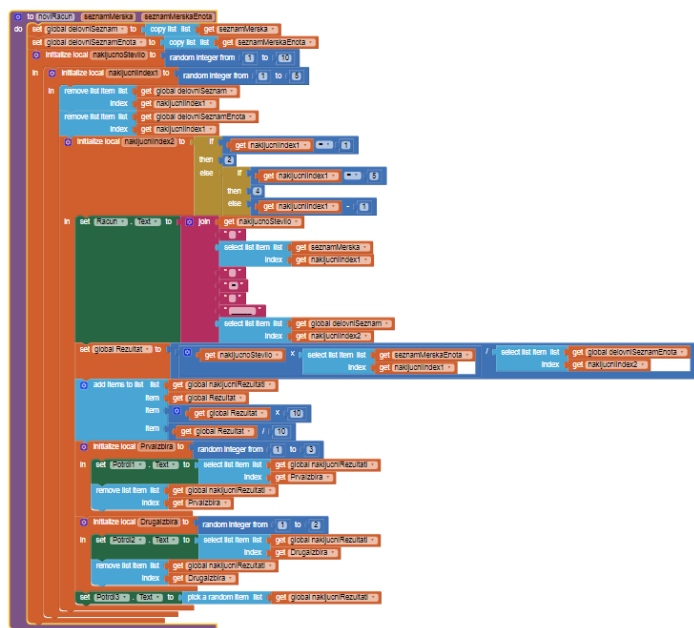 to noviRacun seznamMerska seznamMerskaEnota
do set global delovniSeznam to copy list list get seznamMerska
set global delovniSeznamEnota to copy list list get seznamMerskaEnota
initialize local nakljucnoStevilo to random integer from 1 to 10
in initialize local nakljucniIndex1 to random integer from 1 to 5
in remove list item list get global delovniSeznam
index get nakljucniIndex1
remove list item list get global delovniSeznamEnota
index get nakljucniIndex1
initialize local nakljucniIndex2 to if get nakljucniIndex1 = 1
then 2
else if get nakljucniIndex1 = 5
then 4
else get nakljucniIndex1 - 1
in set Racun . Text to join get nakljucnoStevilo
" "
select list item list get seznamMerska
index get nakljucniIndex1
" "
" = "
" "
" _____ "
select list item list get global delovniSeznam
index get nakljucniIndex2
set global Rezultat to get nakljucnoStevilo x select list item list get seznamMerskaEnota / select list item list get global delovniSeznamEnota
index get nakljucniIndex1 index get nakljucniIndex2
add items to list list get global nakljucniRezultati
item get global Rezultat
item get global Rezultat x 10
item get global Rezultat / 10
initialize local PrvaIzbira to random integer from 1 to 3
in set Potrdi1 . Text to select list item list get global nakljucniRezultati
index get PrvaIzbira
remove list item list get global nakljucniRezultati
index get PrvaIzbira
initialize local DrugaIzbira to random integer from 1 to 2
in set Potrdi2 . Text to select list item list get global nakljucniRezultati
index get DrugaIzbira
remove list item list get global nakljucniRezultati
index get DrugaIzbira
set Potrdi3 . Text to pick a random item list get global nakljucniRezultati